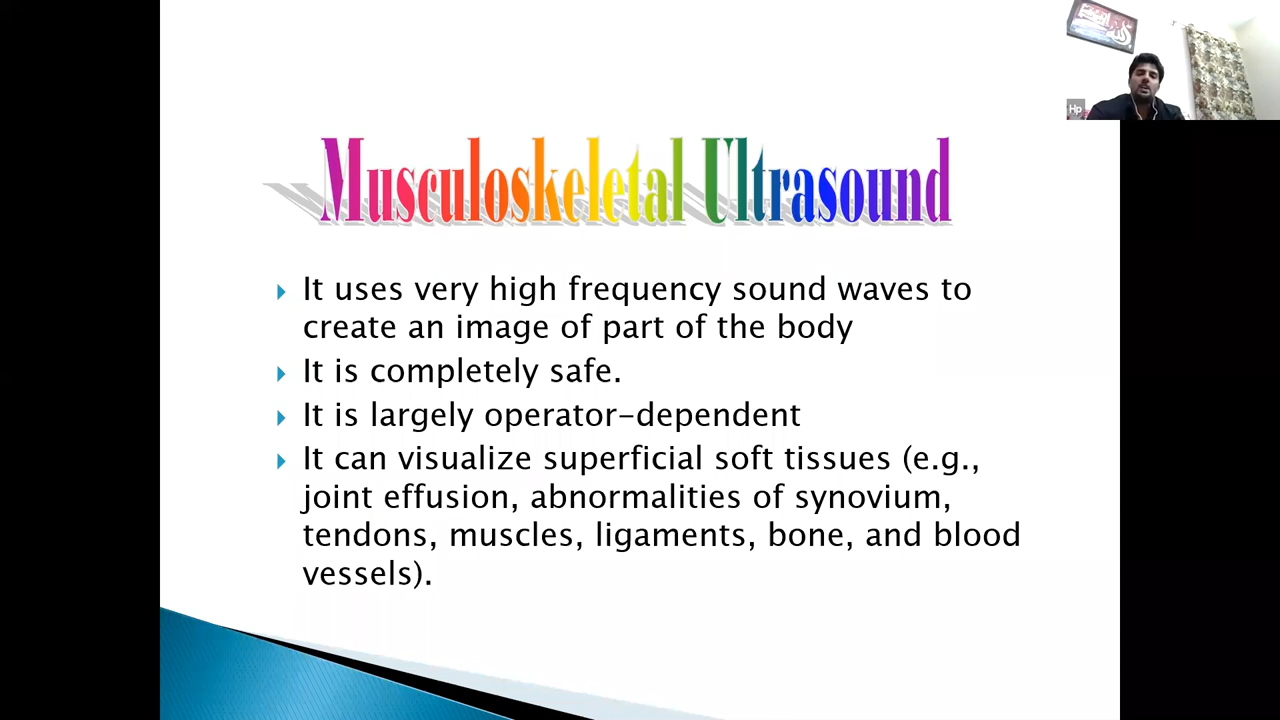 Musculoskeletal Ultrasound
It uses very high frequency sound waves to
create an image of part of the body
It is completely safe.
It is largely operator-dependent
It can visualize superficial soft tissues (e.g.,
joint effusion, abnormalities of synovium,
tendons, muscles, ligaments, bone, and blood
vessels).
Hp